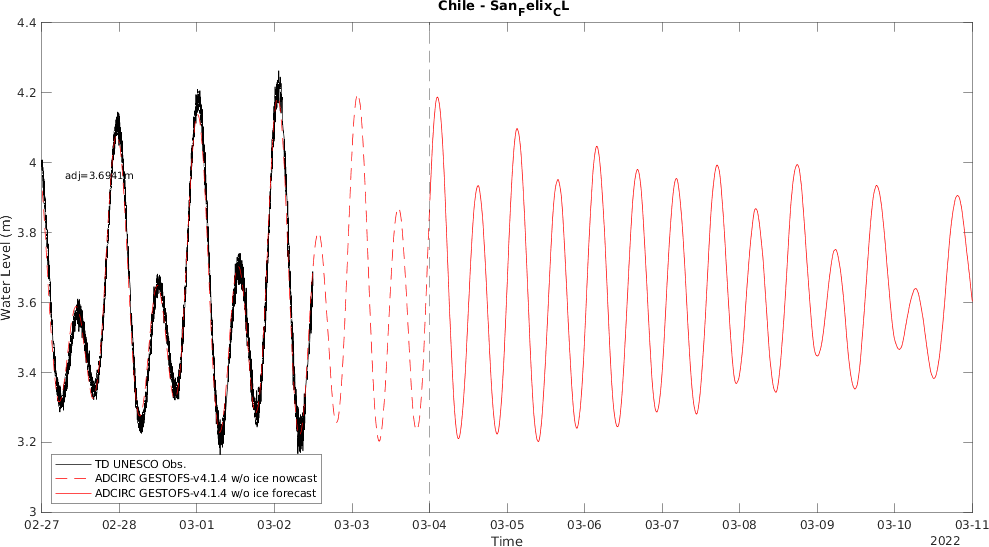 Chile - San_Felix_CL
4.4
4.2
4
3.8
3.6
3.4
3.2
3
Water Level (m)
adj=3.6941m
TD UNESCO Obs.
ADCIRC GESTOFS-v4.1.4 w/o ice nowcast
ADCIRC GESTOFS-v4.1.4 w/o ice forecast
02-27 02-28 03-01 03-02 03-03 03-04 03-05 03-06 03-07 03-08 03-09 03-10 03-11
Time
2022